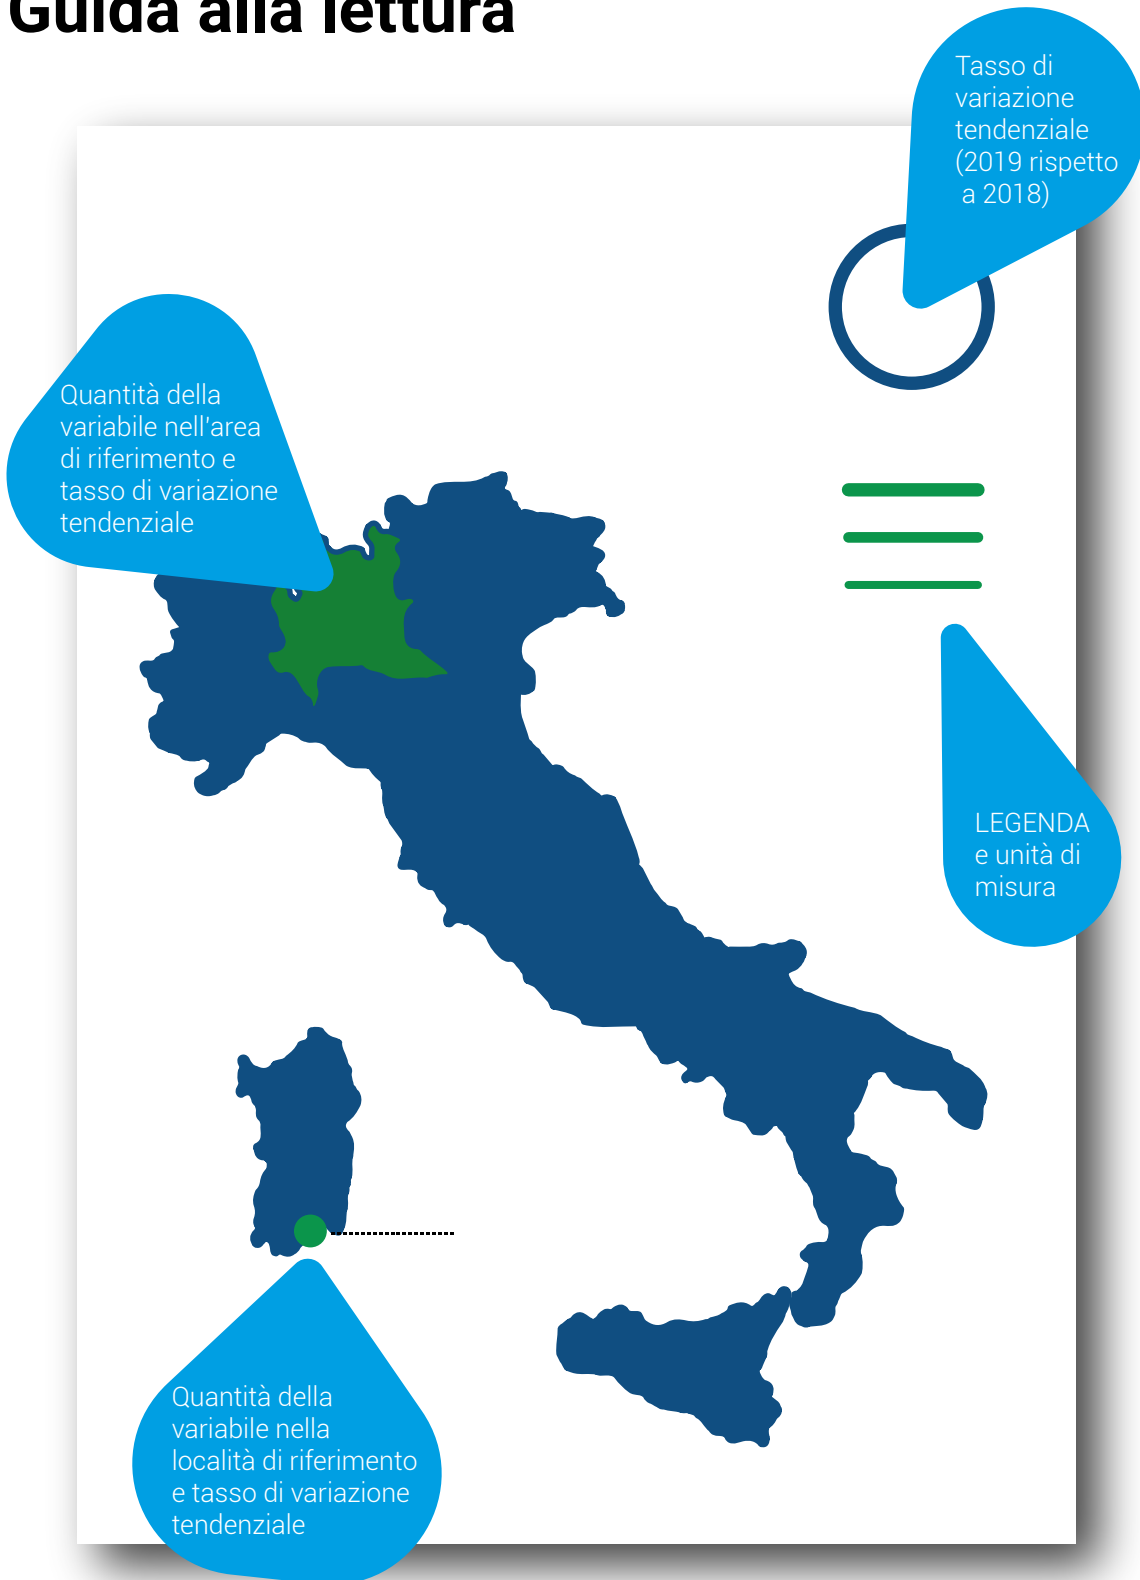 Guida alla lettura
Tasso di
variazione
tendenziale
(2019 rispetto
a 2018)
Quantità della
variabile nell'area
di riferimento e
tasso di variazione
tendenziale
LEGENDA
e unità di
misura
Quantità della
variabile nella
località di riferimento
e tasso di variazione
tendenziale